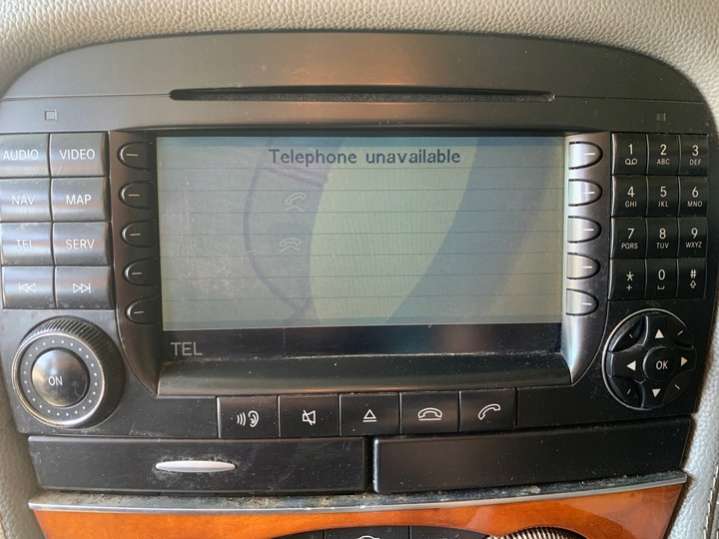 Telephone unavailable
AUDIO VIDEO
NAV MAP
TEL SERV
1
2 ABC
3 DEF
4 GHI
5 JKL
6 MNO
7 PQRS
8 TUV
9 WXYZ
* +
0
#
TEL
ON
OK